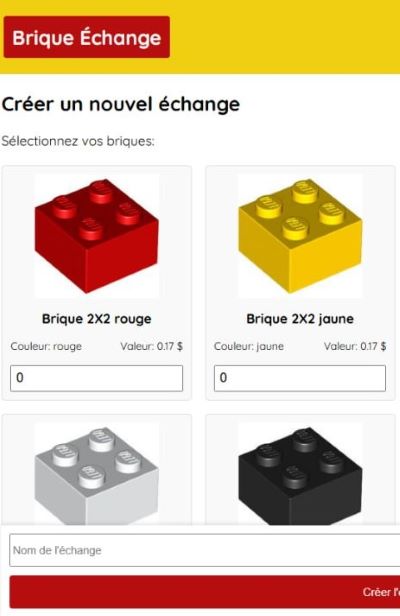 Brique Échange
Créer un nouvel échange
Sélectionnez vos briques:
Brique 2X2 rouge
Brique 2X2 jaune
Couleur: rouge
Valeur: 0.17 $
Couleur: jaune
Valeur: 0.17 $
0
0
Nom de l'échange
Créer l'é